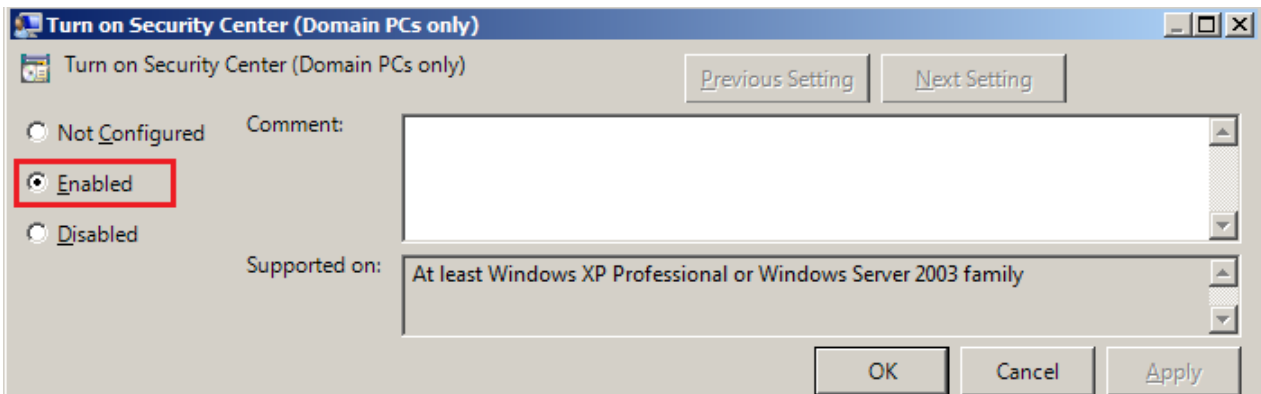 Turn on Security Center (Domain PCs only)
Turn on Security Center (Domain PCs only)
Previous Setting
Next Setting
Not Configured
Comment:
Enabled
Disabled
Supported on:
At least Windows XP Professional or Windows Server 2003 family
OK
Cancel
Apply